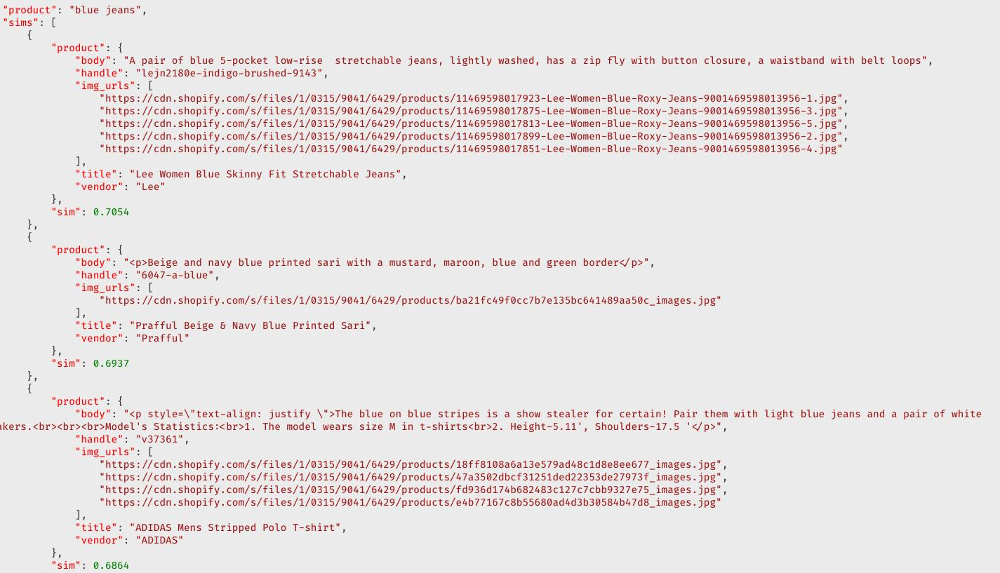 "product": "blue jeans",
"sims": [
{
"product": {
"body": "A pair of blue 5-pocket low-rise  stretchable jeans, lightly washed, has a zip fly with button closure, a waistband with belt loops",
"handle": "lejn2180e-indigo-brushed-9143",
"img_urls": [
"https://cdn.shopify.com/s/files/1/0315/9041/6429/products/11469598017923-Lee-Women-Blue-Roxy-Jeans-9001469598013956-1.jpg",
"https://cdn.shopify.com/s/files/1/0315/9041/6429/products/11469598017875-Lee-Women-Blue-Roxy-Jeans-9001469598013956-3.jpg",
"https://cdn.shopify.com/s/files/1/0315/9041/6429/products/11469598017813-Lee-Women-Blue-Roxy-Jeans-9001469598013956-5.jpg",
"https://cdn.shopify.com/s/files/1/0315/9041/6429/products/11469598017899-Lee-Women-Blue-Roxy-Jeans-9001469598013956-2.jpg",
"https://cdn.shopify.com/s/files/1/0315/9041/6429/products/11469598017851-Lee-Women-Blue-Roxy-Jeans-9001469598013956-4.jpg"
],
"title": "Lee Women Blue Skinny Fit Stretchable Jeans",
"vendor": "Lee"
},
"sim": 0.7054
},
{
"product": {
"body": "<p>Beige and navy blue printed sari with a mustard, maroon, blue and green border</p>",
"handle": "6047-a-blue",
"img_urls": [
"https://cdn.shopify.com/s/files/1/0315/9041/6429/products/ba21fc49f0cc7b7e135bc641489aa50c_images.jpg"
],
"title": "Prafful Beige & Navy Blue Printed Sari",
"vendor": "Prafful"
},
"sim": 0.6937
},
{
"product": {
"body": "<p style=\"text-align: justify \">The blue on blue stripes is a show stealer for certain! Pair them with light blue jeans and a pair of white
akers.<br><br><br>Model's Statistics:<br>1. The model wears size M in t-shirts<br>2. Height-5.11', Shoulders-17.5 '</p>",
"handle": "v37361",
"img_urls": [
"https://cdn.shopify.com/s/files/1/0315/9041/6429/products/18ff8108a6a13e579ad48c1d8e8ee677_images.jpg",
"https://cdn.shopify.com/s/files/1/0315/9041/6429/products/47a3502dbcf31251ded22353de27973f_images.jpg",
"https://cdn.shopify.com/s/files/1/0315/9041/6429/products/fd936d174b682483c127c7cbb9327e75_images.jpg",
"https://cdn.shopify.com/s/files/1/0315/9041/6429/products/e4b77167c8b55680ad4d3b30584b47d8_images.jpg"
],
"title": "ADIDAS Mens Stripped Polo T-shirt",
"vendor": "ADIDAS"
},
"sim": 0.6864